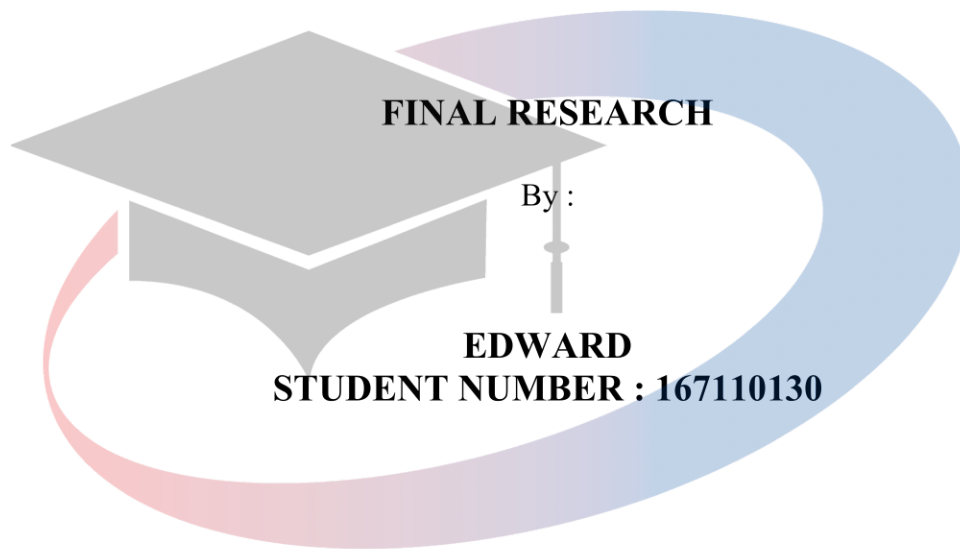 FINAL RESEARCH
By :
EDWARD
STUDENT NUMBER : 167110130